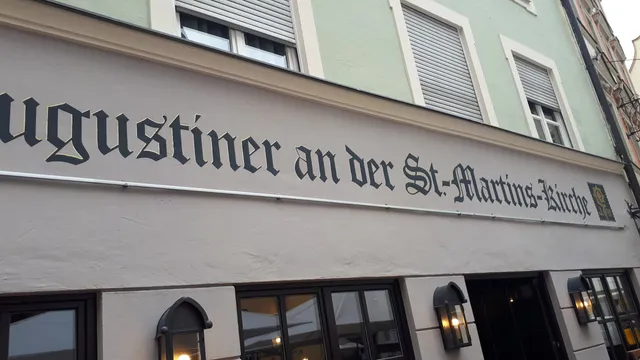 ugustiner an der St.-Martins-Kirche